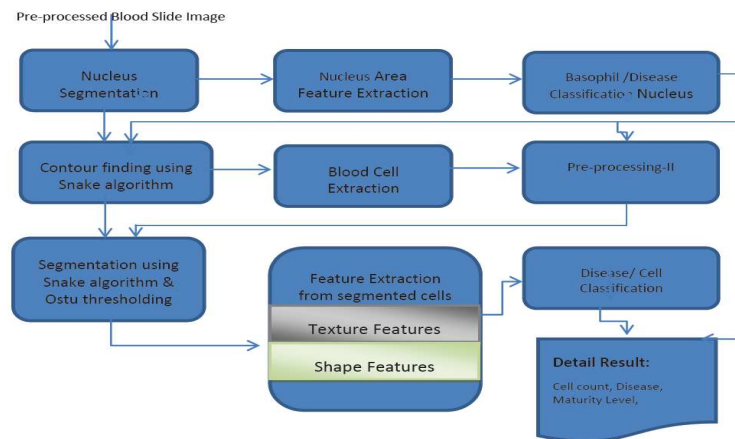 Pre-processed Blood Slide Image
Nucleus
Segmentation
Nucleus Area
Feature Extraction
Basophil /Disease
Classification Nucleus
Contour finding using
Snake algorithm
Blood Cell
Extraction
Pre-processing-II
Segmentation using
Snake algorithm &
Ostu thresholding
Feature Extraction
from segmented cells
Texture Features
Shape Features
Disease/ Cell
Classification
Detail Result:
Cell count, Disease,
Maturity Level,